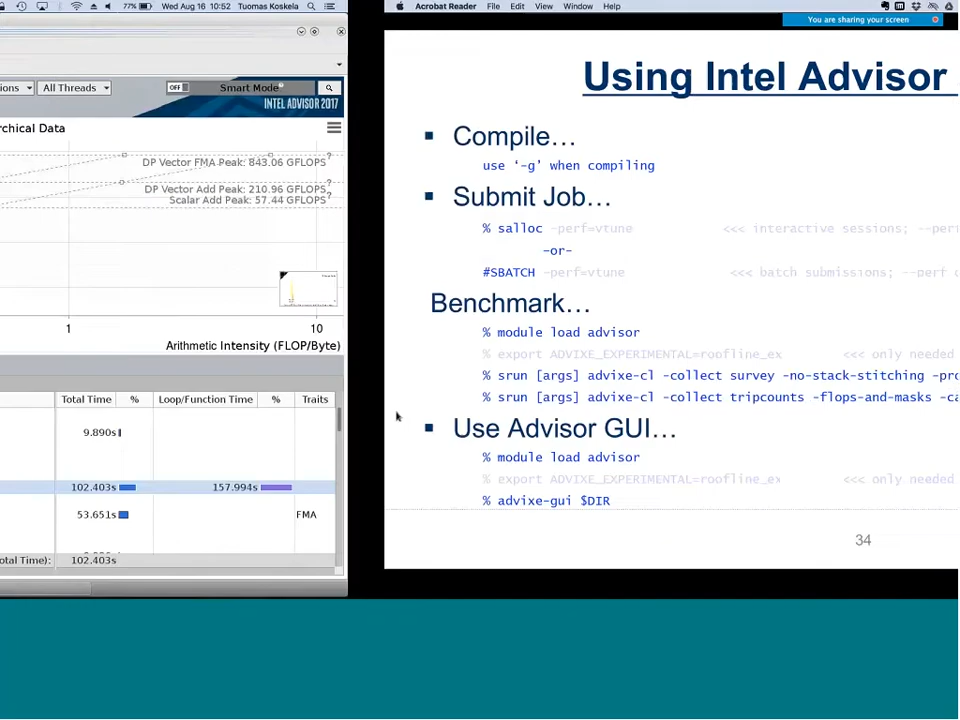 77% Wed Aug 16 10:52 Tuomas Koskela
ions All Threads OFF Smart Mode
INTEL ADVISOR 2017
rchical Data
DP Vector FMA Peak: 843.06 GFLOPS ?
DP Vector Add Peak: 210.96 GFLOPS ?
Scalar Add Peak: 57.44 GFLOPS ?
1 10
Arithmetic Intensity (FLOP/Byte)
Total Time % Loop/Function Time % Traits
9.890s
102.403s 157.994s
53.651s FMA
otal Time): 102.403s
Acrobat Reader File Edit View Window Help
You are sharing your screen
Using Intel Advisor
▪ Compile…
use ‘-g’ when compiling
▪ Submit Job…
% salloc -perf=vtune <<< interactive sessions; --perf
-or-
#SBATCH -perf=vtune <<< batch submissions; --perf
Benchmark…
% module load advisor
% export ADVIXE_EXPERIMENTAL=roofline_ex <<< only needed
% srun [args] advixe-cl -collect survey -no-stack-stitching -pro
% srun [args] advixe-cl -collect tripcounts -flops-and-masks -ca
▪ Use Advisor GUI…
% module load advisor
% export ADVIXE_EXPERIMENTAL=roofline_ex <<< only needed
% advixe-gui $DIR
34